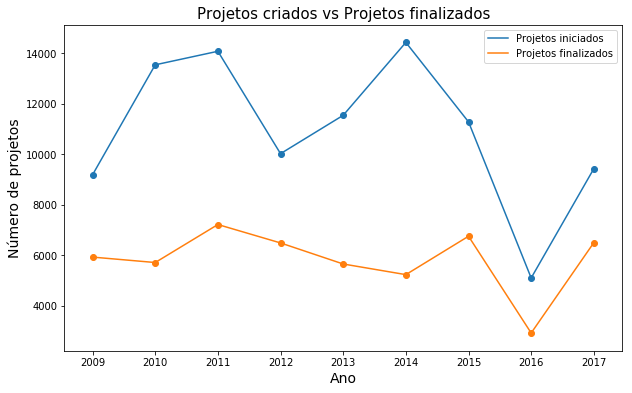 Projetos criados vs Projetos finalizados
Projetos iniciados
Projetos finalizados
Número de projetos
14000
12000
10000
8000
6000
4000
2009 2010 2011 2012 2013 2014 2015 2016 2017
Ano